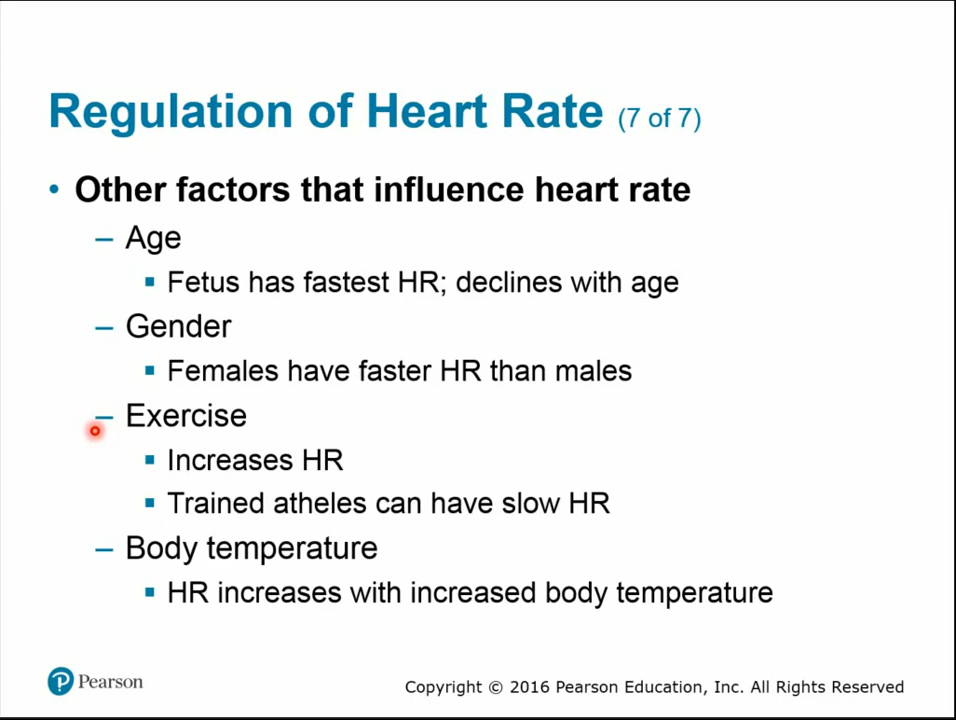 Regulation of Heart Rate (7 of 7)
• Other factors that influence heart rate
– Age
▪ Fetus has fastest HR; declines with age
– Gender
▪ Females have faster HR than males
– Exercise
▪ Increases HR
▪ Trained atheles can have slow HR
– Body temperature
▪ HR increases with increased body temperature
P Pearson
Copyright © 2016 Pearson Education, Inc. All Rights Reserved